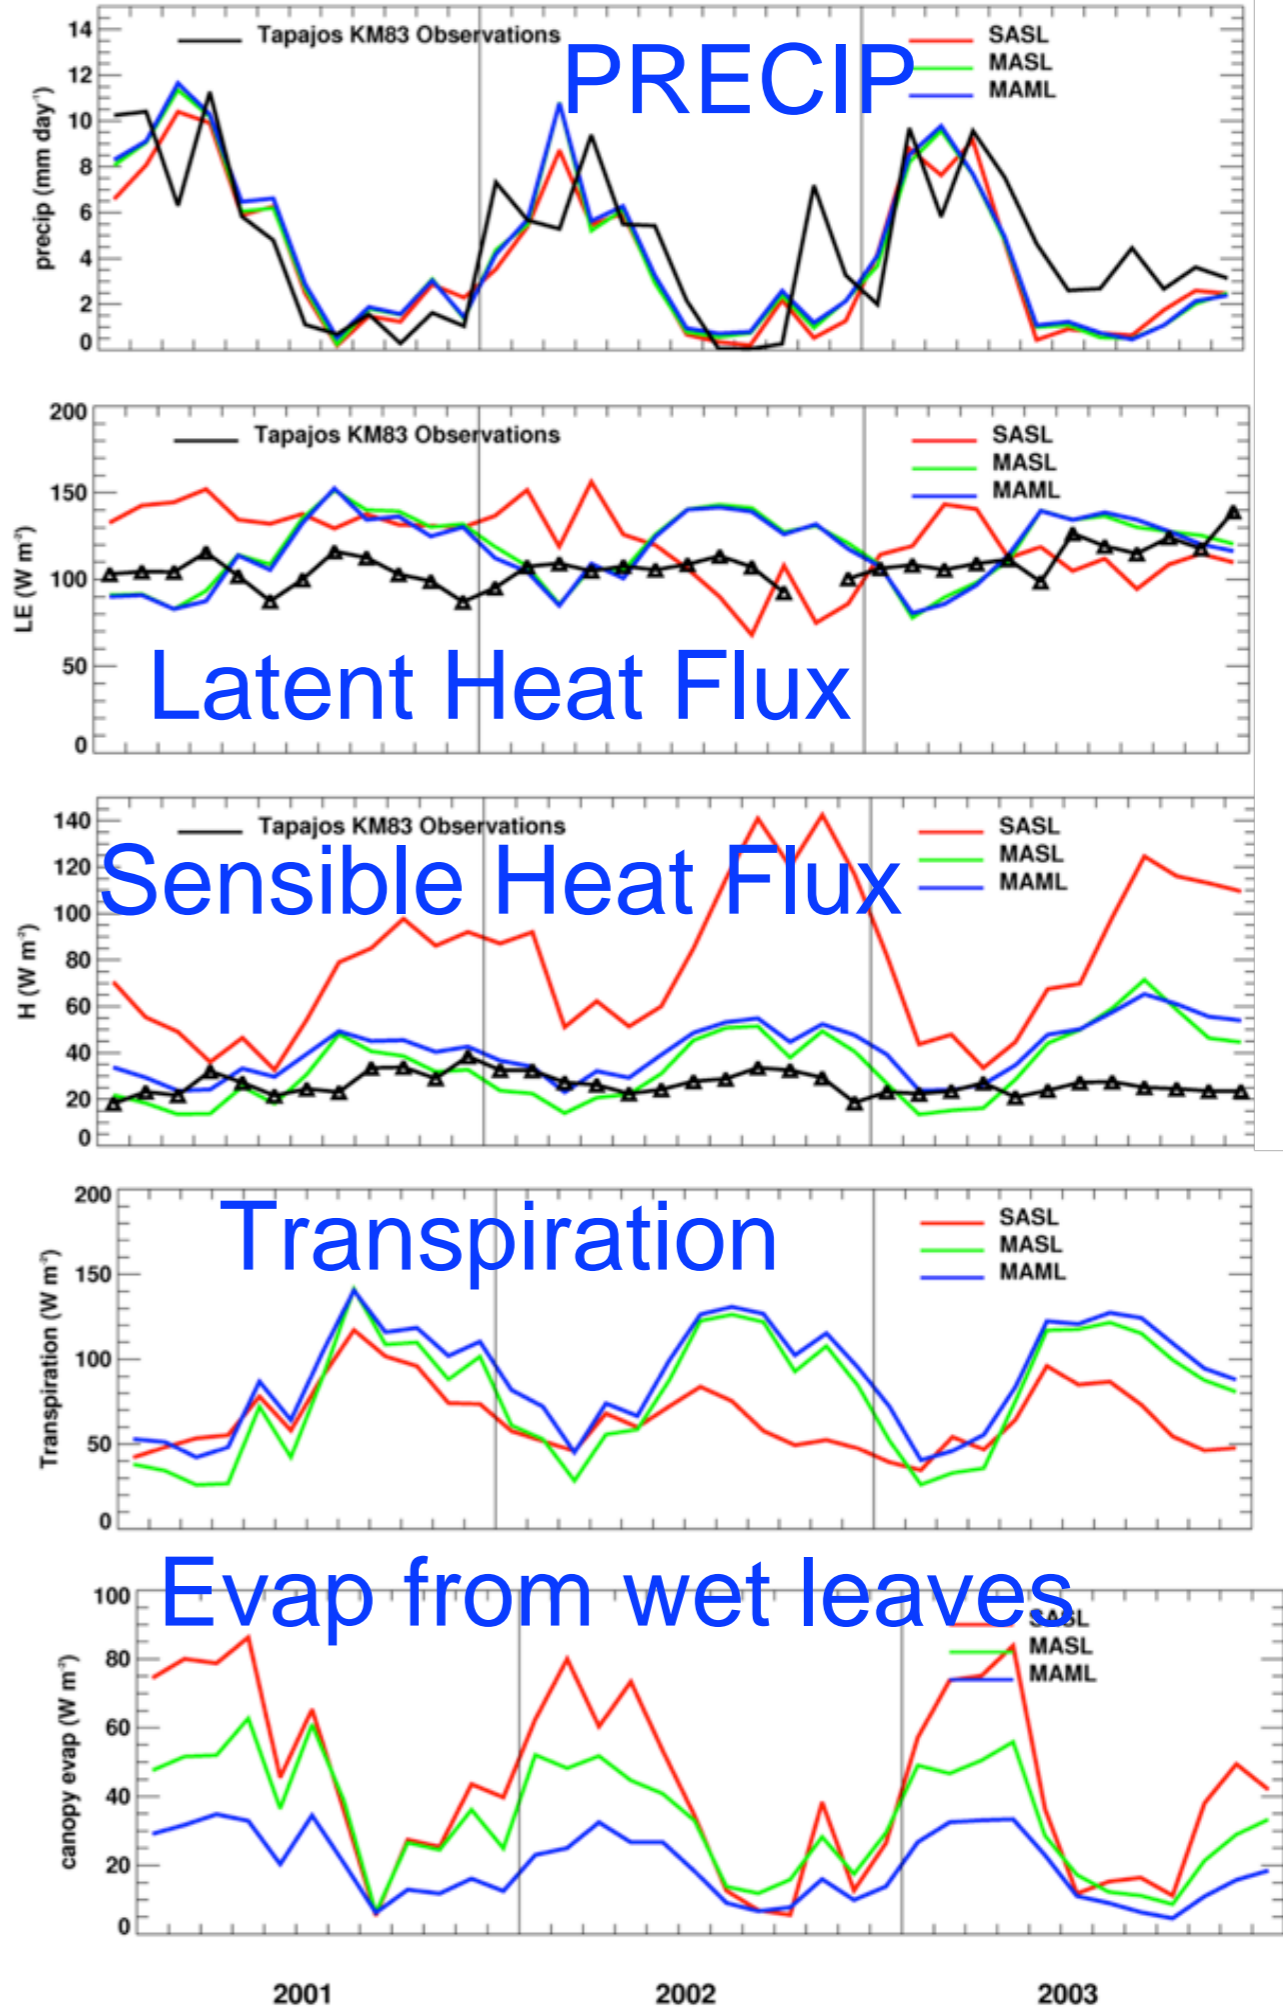 14
12
10
8
6
4
2
0
precip (mm day⁻¹)
Tapajos KM83 Observations
PRECIP
SASL
MASL
MAML
200
150
100
50
0
LE (W m⁻²)
Tapajos KM83 Observations
SASL
MASL
MAML
Latent Heat Flux
140
120
100
80
60
40
20
0
H (W m⁻²)
Tapajos KM83 Observations
SASL
MASL
MAML
Sensible Heat Flux
200
150
100
50
0
Transpiration (W m⁻²)
Transpiration
SASL
MASL
MAML
Evap from wet leaves
100
80
60
40
20
0
canopy evap (W m⁻²)
SASL
MASL
MAML
2001 2002 2003